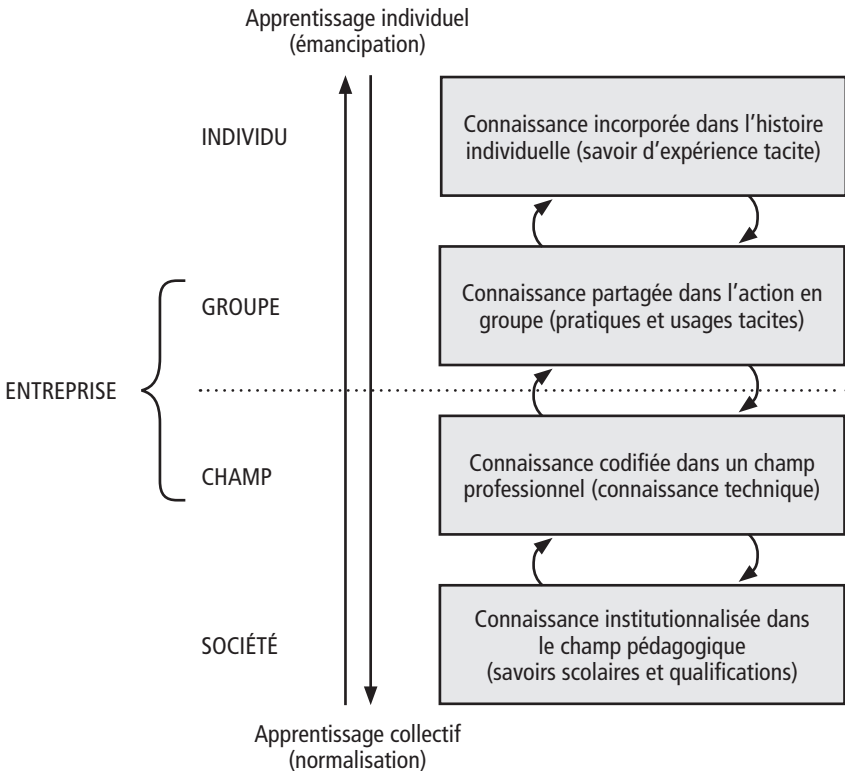 Apprentissage individuel
(émancipation)
INDIVIDU
Connaissance incorporée dans l'histoire
individuelle (savoir d'expérience tacite)
GROUPE
Connaissance partagée dans l'action en
groupe (pratiques et usages tacites)
ENTREPRISE
CHAMP
Connaissance codifiée dans un champ
professionnel (connaissance technique)
SOCIÉTÉ
Connaissance institutionnalisée dans
le champ pédagogique
(savoirs scolaires et qualifications)
Apprentissage collectif
(normalisation)